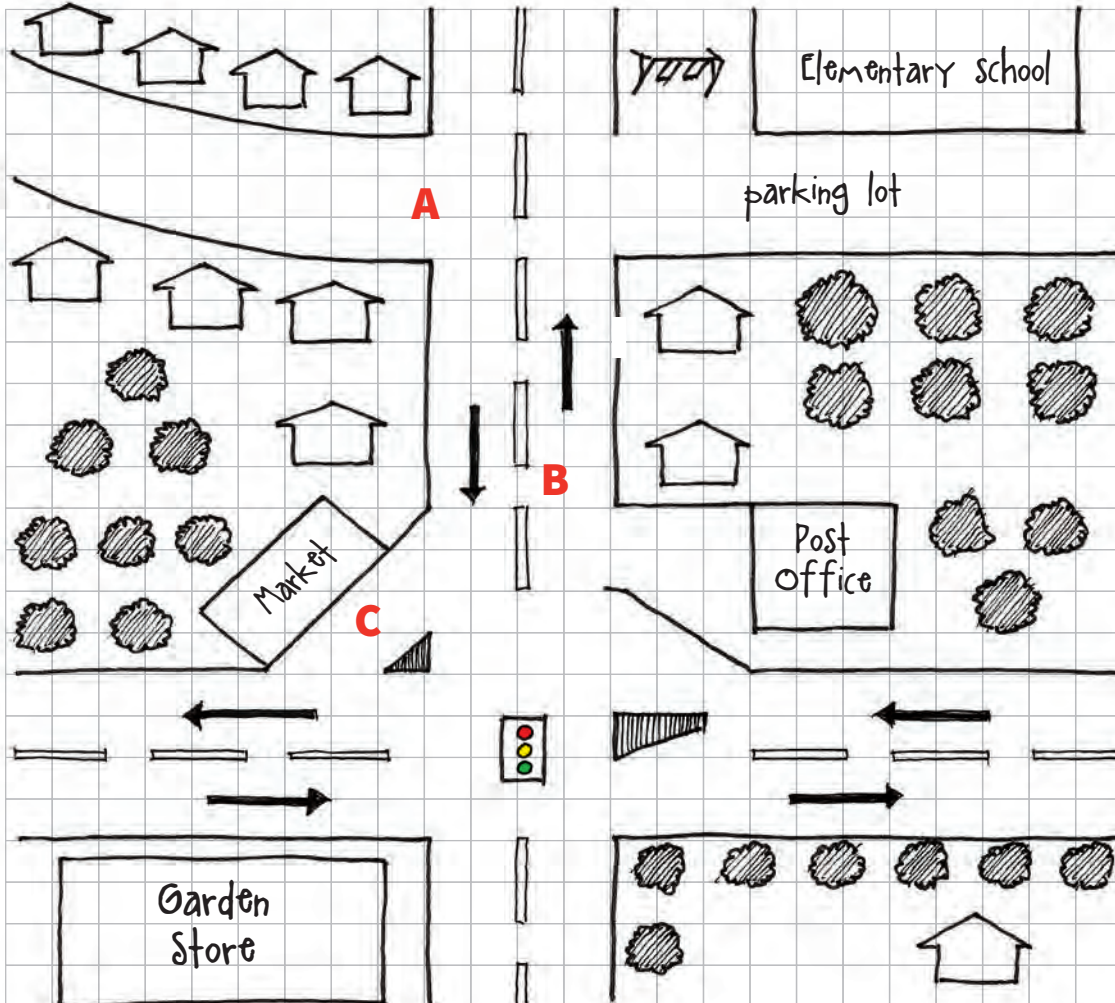 Elementary school
parking lot
A
B
Post
Office
Market
C
Garden
Store